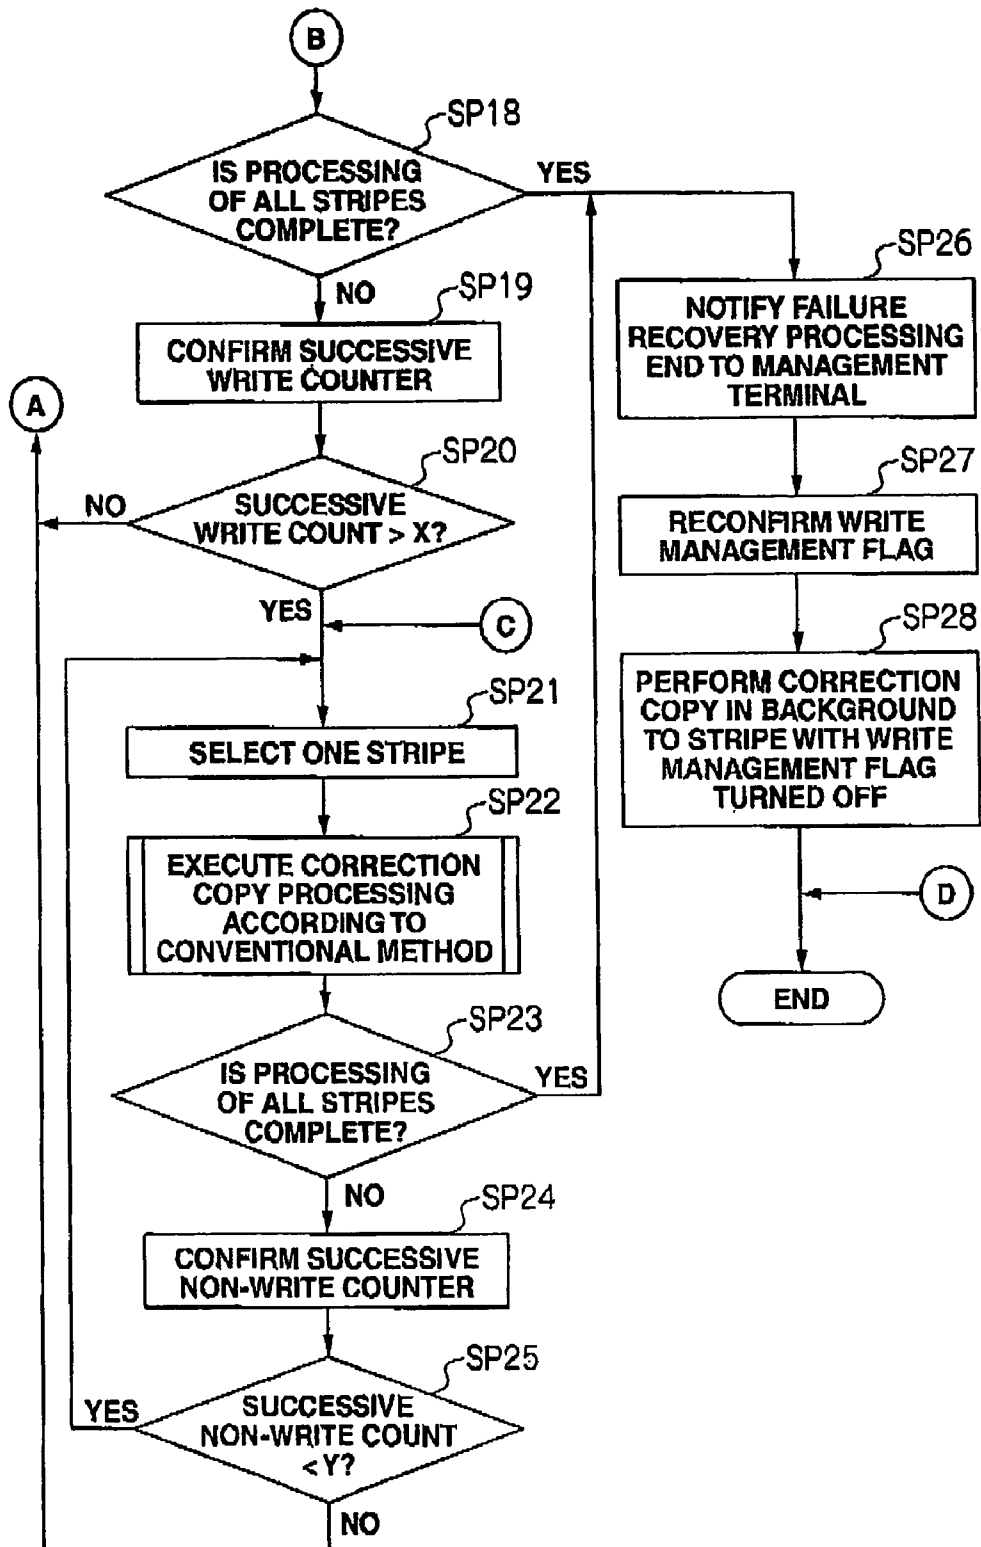 B
SP18
IS PROCESSING
OF ALL STRIPES
COMPLETE?
YES
NO
SP19
CONFIRM SUCCESSIVE
WRITE COUNTER
A
SP20
SUCCESSIVE
WRITE COUNT > X?
NO
YES
C
SP21
SELECT ONE STRIPE
SP22
EXECUTE CORRECTION
COPY PROCESSING
ACCORDING TO
CONVENTIONAL METHOD
SP23
IS PROCESSING
OF ALL STRIPES
COMPLETE?
YES
NO
SP24
CONFIRM SUCCESSIVE
NON-WRITE COUNTER
SP25
SUCCESSIVE
NON-WRITE COUNT
< Y?
YES
NO
SP26
NOTIFY FAILURE
RECOVERY PROCESSING
END TO MANAGEMENT
TERMINAL
SP27
RECONFIRM WRITE
MANAGEMENT FLAG
SP28
PERFORM CORRECTION
COPY IN BACKGROUND
TO STRIPE WITH WRITE
MANAGEMENT FLAG
TURNED OFF
D
END